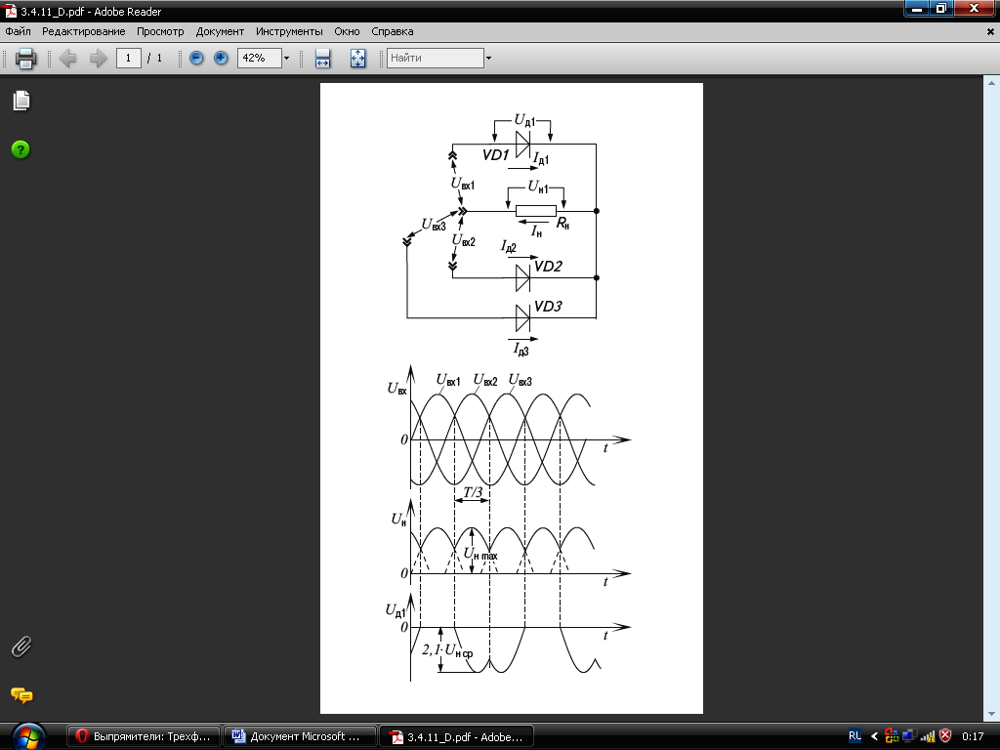 3.4.11_D.pdf - Adobe Reader
Файл Редактирование Просмотр Документ Инструменты Окно Справка
1 / 1 42% Найти
Uд1
VD1 Iд1
Uвх1 Uн1
Uвх3 Rн
Iн
Uвх2 Iд2
VD2
VD3
Iд3
Uвх1 Uвх2 Uвх3
Uвх
0
t
T/3
Uн
Uн max
0
t
Uд1
0
t
2,1·Uн ср
Выпрямители: Трехф... Документ Microsoft ... 3.4.11_D.pdf - Adobe... RL 0:17